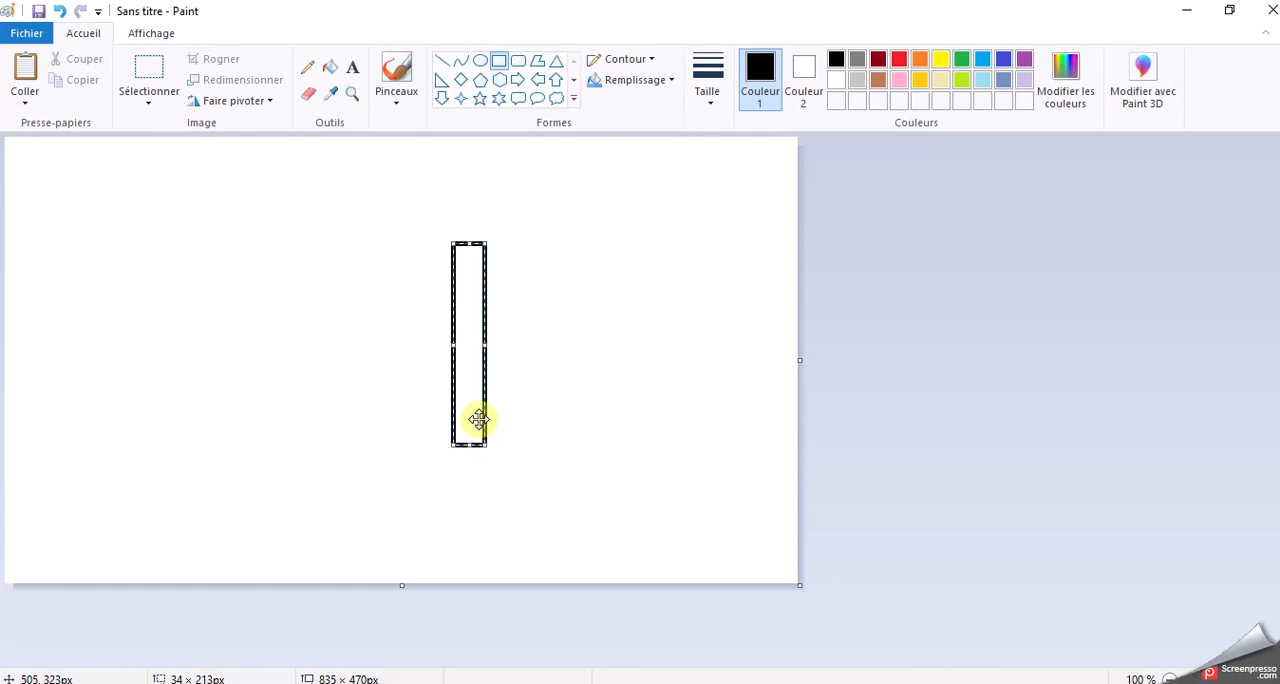 Sans titre - Paint
Fichier
Accueil
Affichage
Coller
Couper
Copier
Presse-papiers
Sélectionner
Rogner
Redimensionner
Faire pivoter
Image
A
Outils
Pinceaux
Contour
Remplissage
Formes
Taille
Couleur
1
Couleur
2
Modifier les
couleurs
Couleurs
Modifier avec
Paint 3D
505, 323px
34 × 213px
835 × 470px
100 %
Screenpresso
.com